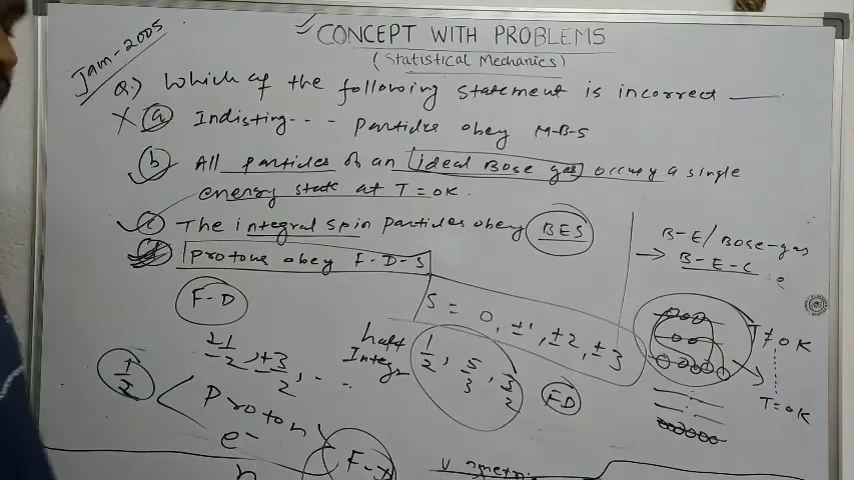 CONCEPT WITH PROBLEMS
(Statistical Mechanics)
Jam-2005
Q.) Which of the following statement is incorrect
X (a) Indisting--- Particles obey M-B-S
(b) All particles of an ideal Bose gas occupy a single
energy state at T=0K.
(c) The integral spin particles obey BES
Protons obey F-D-S
B-E/Bose-gas
→ B-E-C
F-D
S = 0, ±1, ±2, ±3
±1/2, ±3/2, - - -
half
Integr
1/2, 5/3, 3/2
FD
T≠0K
T=0K
1/2
Proton
e-
n